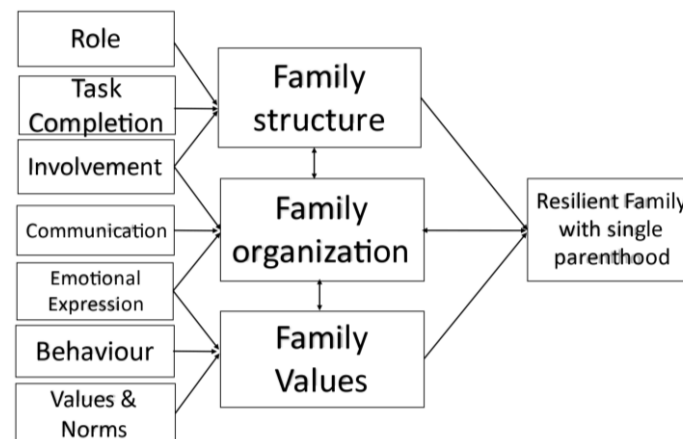 Role
Task
Completion
Involvement
Communication
Emotional
Expression
Behaviour
Values &
Norms
Family
structure
Family
organization
Family
Values
Resilient Family
with single
parenthood